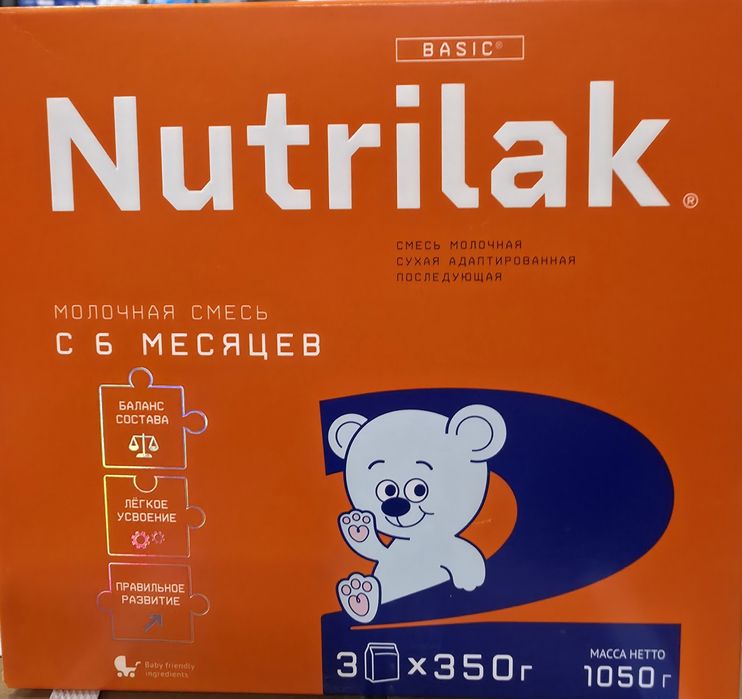 BASIC®
Nutrilak®
СМЕСЬ МОЛОЧНАЯ
СУХАЯ АДАПТИРОВАННАЯ
ПОСЛЕДУЮЩАЯ
МОЛОЧНАЯ СМЕСЬ
С 6 МЕСЯЦЕВ
БАЛАНС
СОСТАВА
ЛЁГКОЕ
УСВОЕНИЕ
ПРАВИЛЬНОЕ
РАЗВИТИЕ
2
Baby friendly
ingredients
3 x 350г
МАССА НЕТТО
1050 г